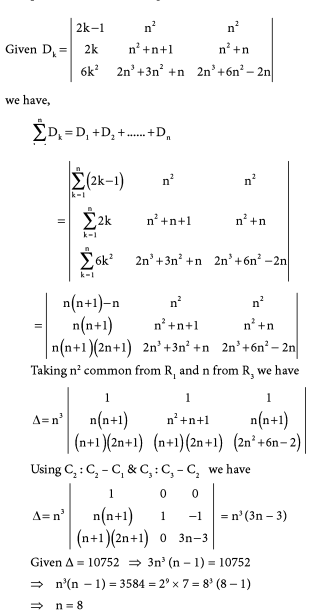 Given D_k = | 2k−1 n² n² |
| 2k n²+n+1 n²+n |
| 6k² 2n³+3n²+n 2n³+6n²−2n |
we have,
∑ⁿ D_k = D₁ + D₂ + ...... + Dₙ
= | ∑ⁿ_{k=1}(2k−1) n² n² |
| ∑ⁿ_{k=1}2k n²+n+1 n²+n |
| ∑ⁿ_{k=1}6k² 2n³+3n²+n 2n³+6n²−2n |
= | n(n+1)−n n² n² |
| n(n+1) n²+n+1 n²+n |
| n(n+1)(2n+1) 2n³+3n²+n 2n³+6n²−2n |
Taking n² common from R₁ and n from R₃ we have
Δ = n³ | 1 1 1 |
| n(n+1) n²+n+1 n(n+1) |
| (n+1)(2n+1) (n+1)(2n+1) (2n²+6n−2) |
Using C₂ : C₂ − C₁ & C₃ : C₃ − C₂ we have
Δ = n³ | 1 0 0 |
| n(n+1) 1 −1 | = n³(3n − 3)
| (n+1)(2n+1) 0 3n−3 |
Given Δ = 10752 ⇒ 3n³ (n − 1) = 10752
⇒ n³(n − 1) = 3584 = 2⁹ × 7 = 8³ (8 − 1)
⇒ n = 8